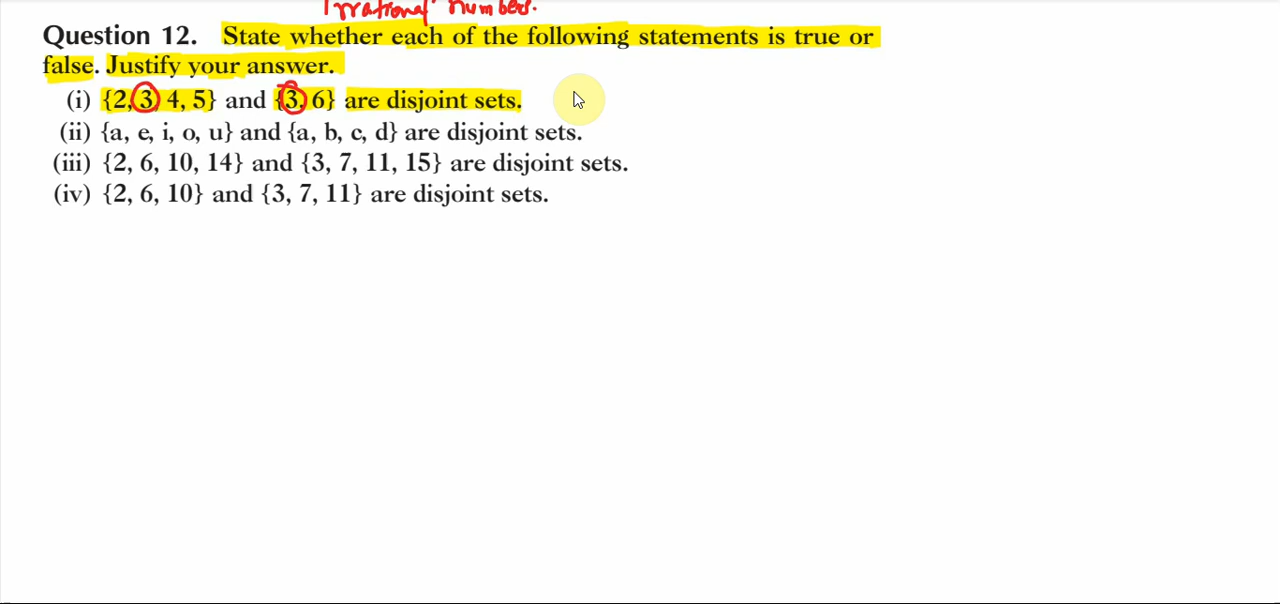 Irrational numbers.
Question 12. State whether each of the following statements is true or
false. Justify your answer.
(i) {2, 3, 4, 5} and {3, 6} are disjoint sets.
(ii) {a, e, i, o, u} and {a, b, c, d} are disjoint sets.
(iii) {2, 6, 10, 14} and {3, 7, 11, 15} are disjoint sets.
(iv) {2, 6, 10} and {3, 7, 11} are disjoint sets.